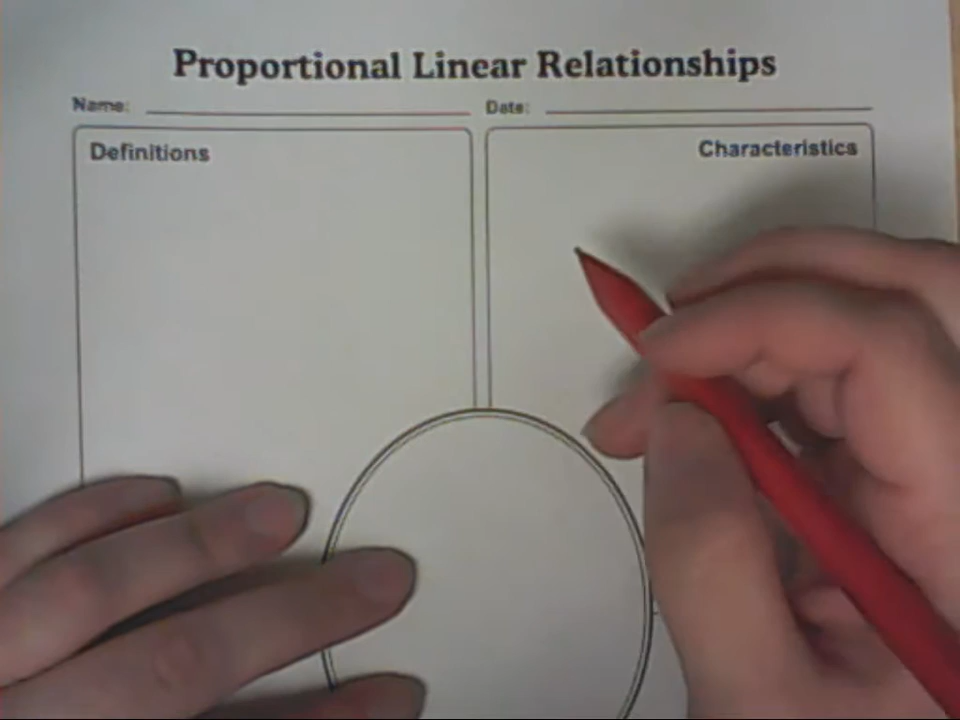 Proportional Linear Relationships
Name: Date:
Definitions
Characteristics